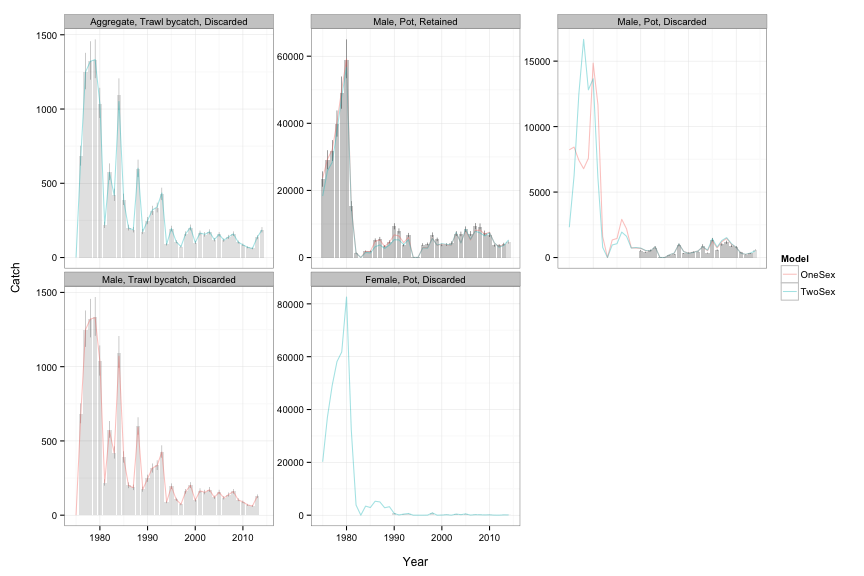 Aggregate, Trawl bycatch, Discarded
Male, Pot, Retained
Male, Pot, Discarded
1500
1000
500
0
60000
40000
20000
0
15000
10000
5000
0
Catch
Model
OneSex
TwoSex
Male, Trawl bycatch, Discarded
Female, Pot, Discarded
1500
1000
500
0
80000
60000
40000
20000
0
1980 1990 2000 2010
1980 1990 2000 2010
Year